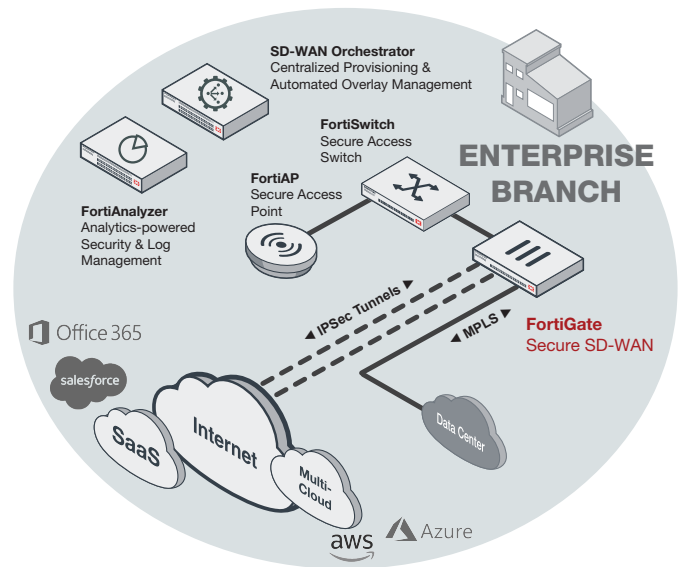 SD-WAN Orchestrator
Centralized Provisioning &
Automated Overlay Management
FortiSwitch
Secure Access
Switch
ENTERPRISE
BRANCH
FortiAP
Secure Access
Point
FortiAnalyzer
Analytics-powered
Security & Log
Management
◄ IPSec Tunnels ►
◄ MPLS ►
FortiGate
Secure SD-WAN
Office 365
salesforce
SaaS
Internet
Multi-
Cloud
Data Center
aws
Azure